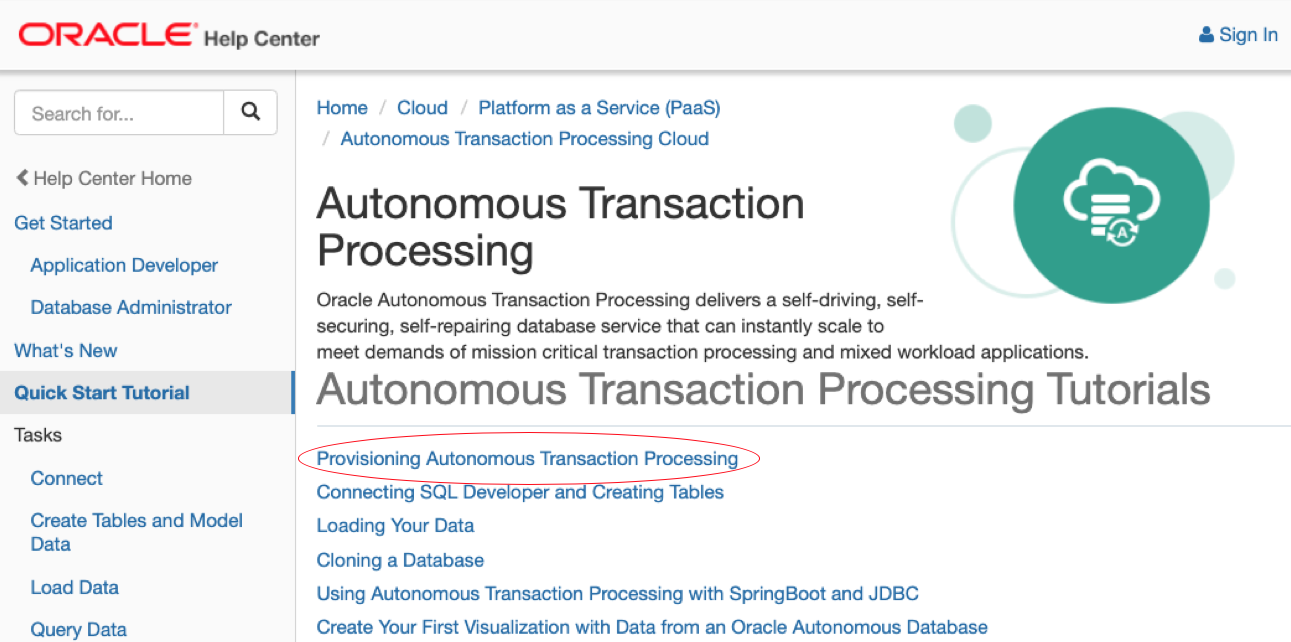 ORACLE® Help Center
Sign In
Search for...
Help Center Home
Get Started
Application Developer
Database Administrator
What's New
Quick Start Tutorial
Tasks
Connect
Create Tables and Model
Data
Load Data
Query Data
Home / Cloud / Platform as a Service (PaaS)
/ Autonomous Transaction Processing Cloud
Autonomous Transaction
Processing
Oracle Autonomous Transaction Processing delivers a self-driving, self-
securing, self-repairing database service that can instantly scale to
meet demands of mission critical transaction processing and mixed workload applications.
A
Autonomous Transaction Processing Tutorials
Provisioning Autonomous Transaction Processing
Connecting SQL Developer and Creating Tables
Loading Your Data
Cloning a Database
Using Autonomous Transaction Processing with SpringBoot and JDBC
Create Your First Visualization with Data from an Oracle Autonomous Database